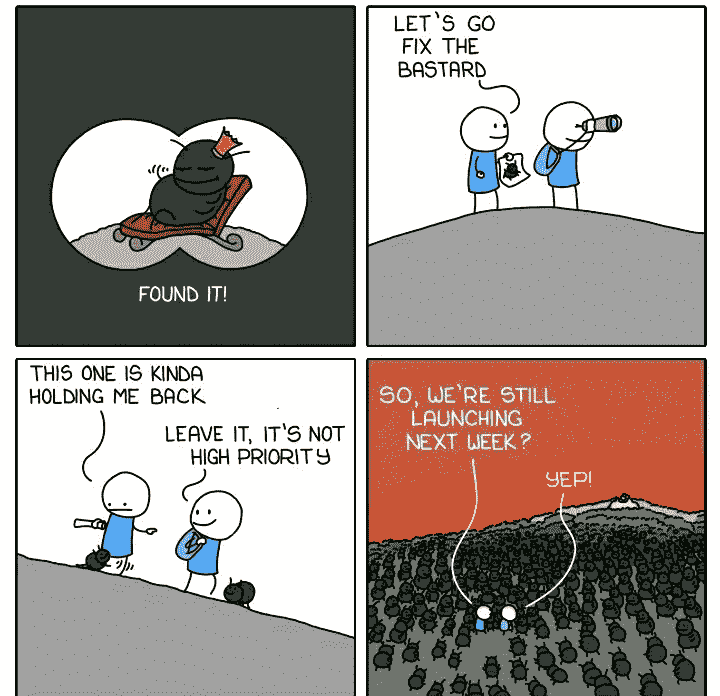 FOUND IT!
LET'S GO
FIX THE
BASTARD
THIS ONE IS KINDA
HOLDING ME BACK
LEAVE IT, IT'S NOT
HIGH PRIORITY
SO, WE'RE STILL
LAUNCHING
NEXT WEEK?
YEP!